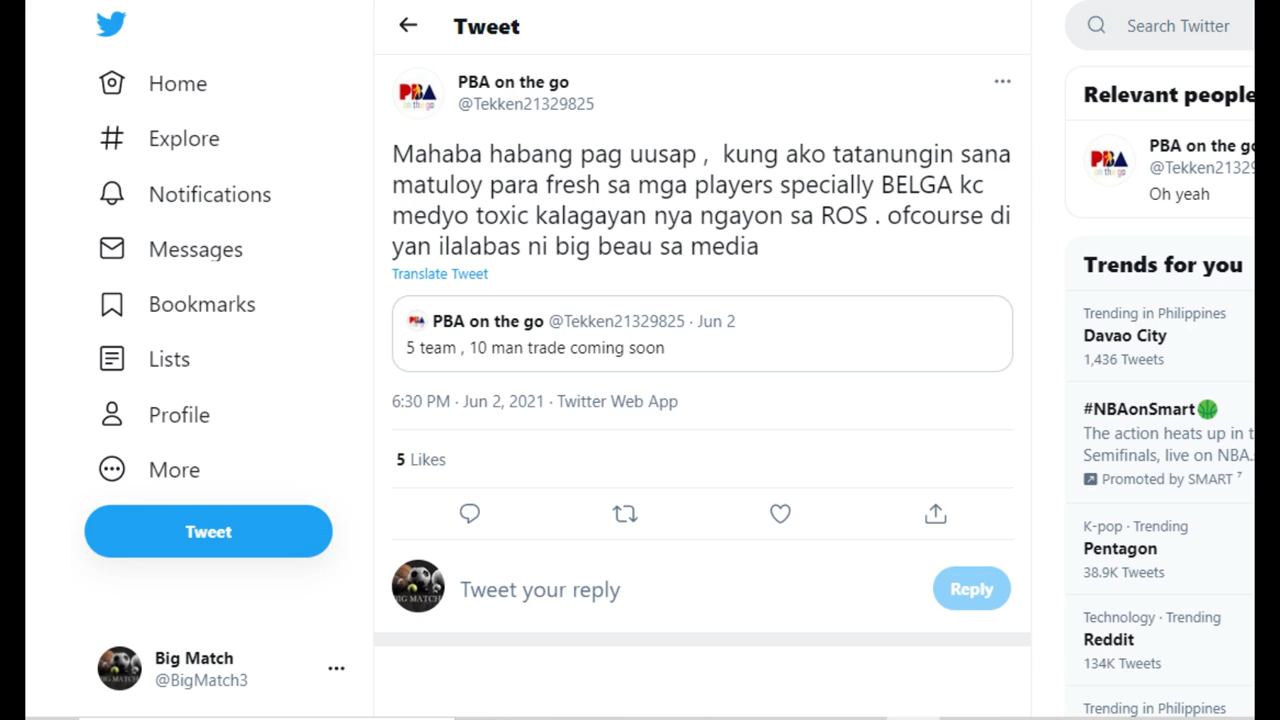 Tweet
Search Twitter
Home
Explore
Notifications
Messages
Bookmarks
Lists
Profile
More
Tweet
Big Match
@BigMatch3
PBA on the go
@Tekken21329825
Mahaba habang pag uusap , kung ako tatanungin sana
matuloy para fresh sa mga players specially BELGA kc
medyo toxic kalagayan nya ngayon sa ROS . ofcourse di
yan ilalabas ni big beau sa media
Translate Tweet
PBA on the go @Tekken21329825 · Jun 2
5 team , 10 man trade coming soon
6:30 PM · Jun 2, 2021 · Twitter Web App
5 Likes
Tweet your reply
Reply
Relevant people
PBA on the go
@Tekken21329
Oh yeah
Trends for you
Trending in Philippines
Davao City
1,436 Tweets
#NBAonSmart
The action heats up in t
Semifinals, live on NBA.
Promoted by SMART
K-pop · Trending
Pentagon
38.9K Tweets
Technology · Trending
Reddit
134K Tweets
Trending in Philippines